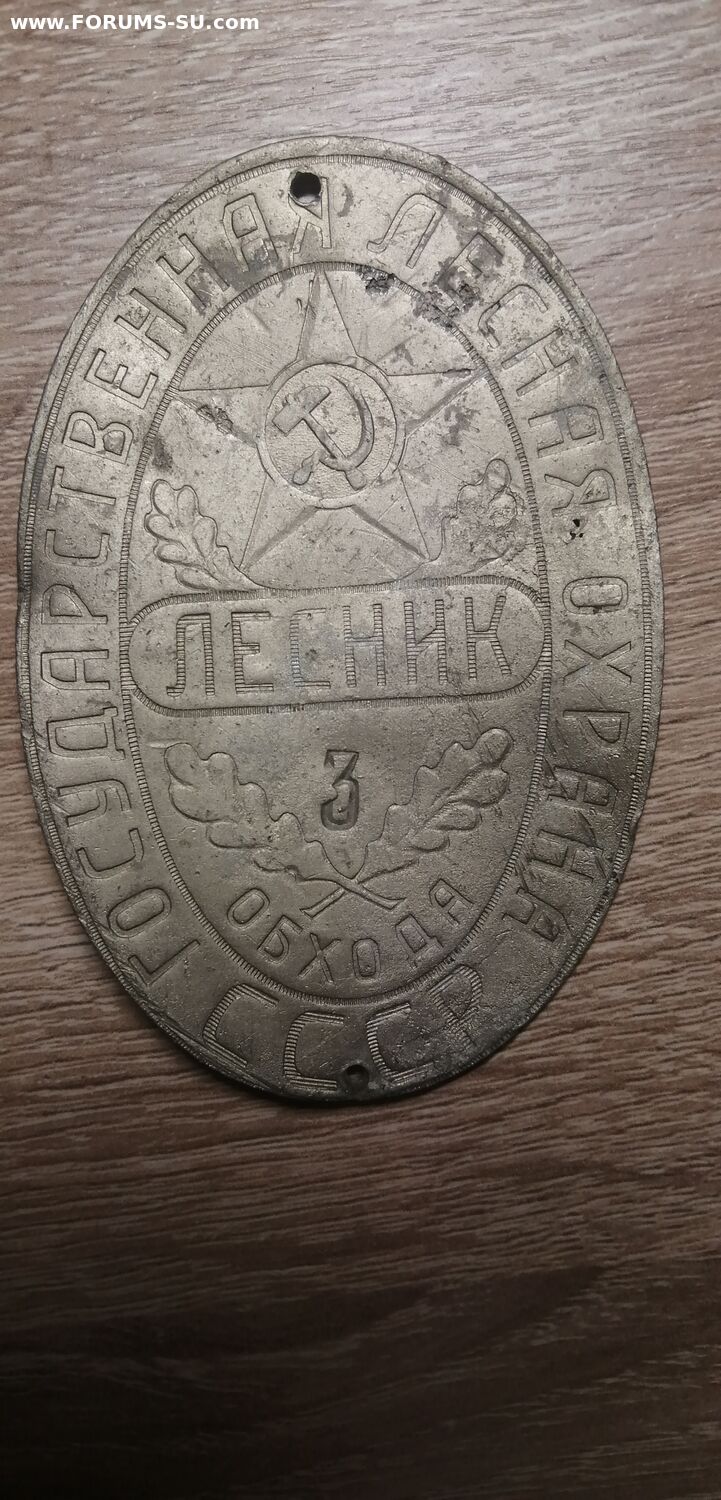 www.FORUMS-SU.com
ГОСУДАРСТВЕННАЯ ЛЕСНАЯ ОХРАНА
СССР
ЛЕСНИК
3
ОБХОДА